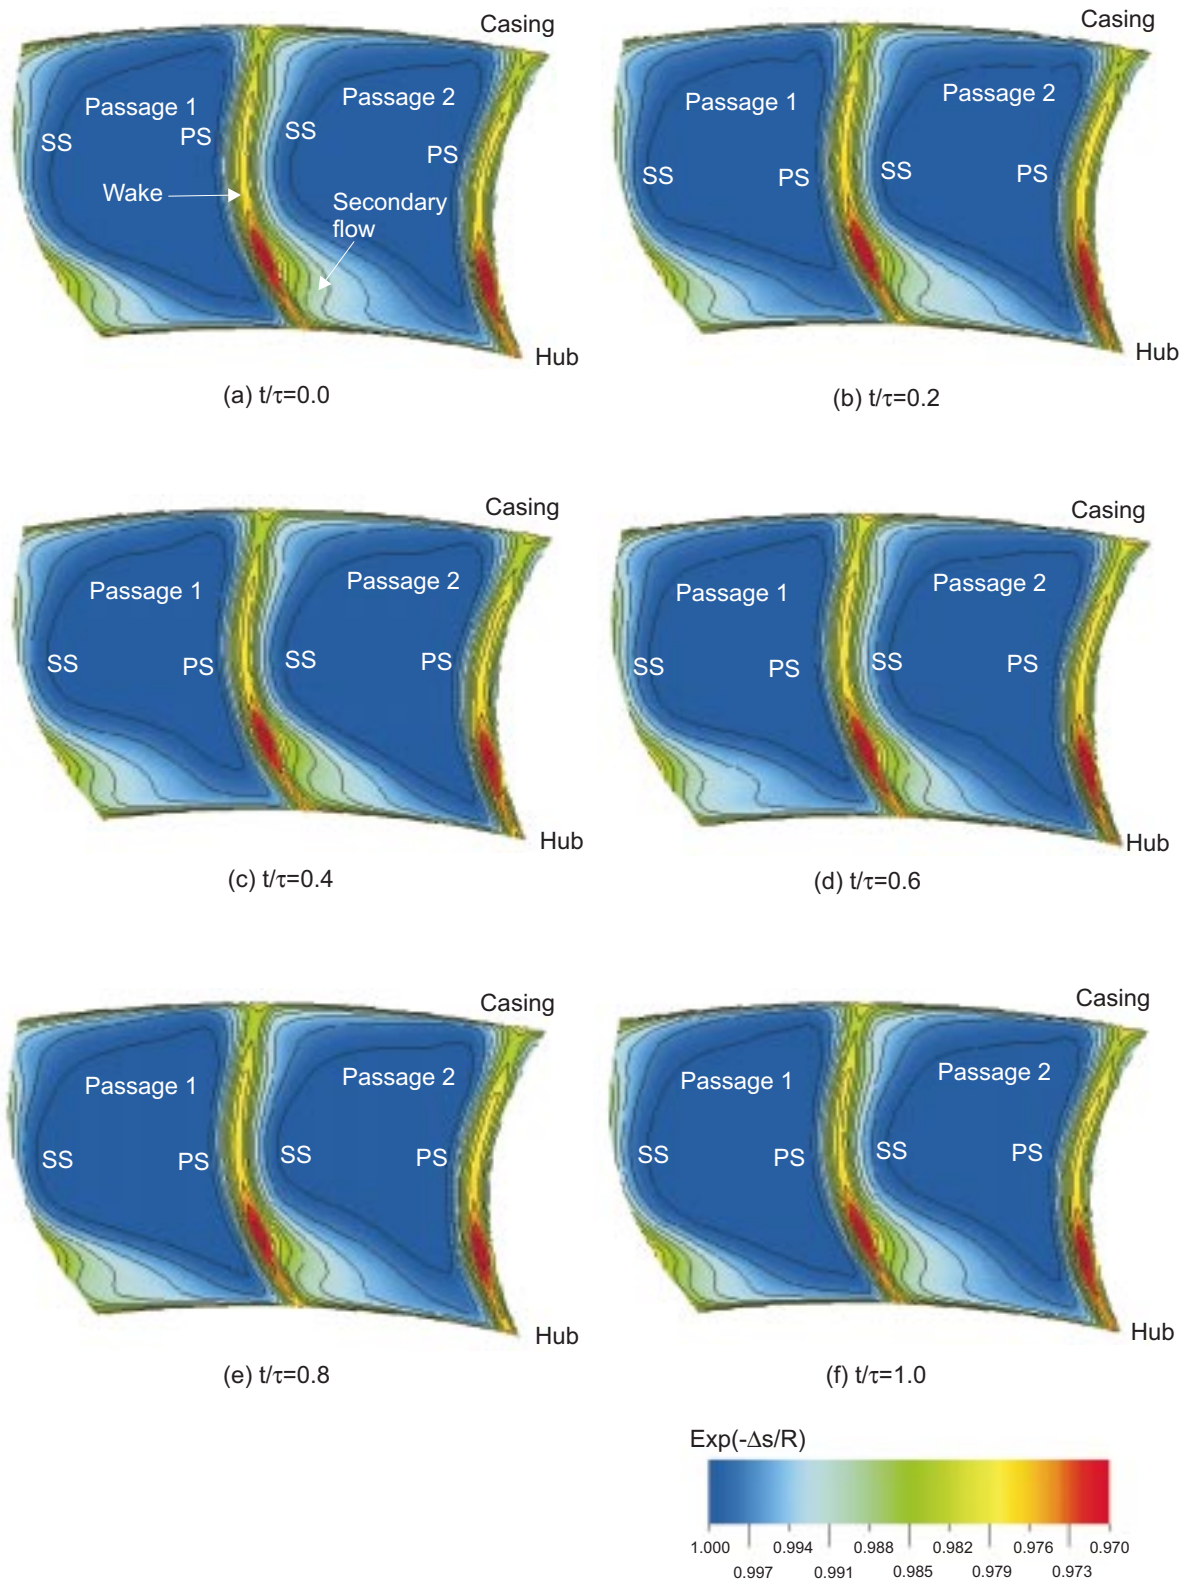 Casing
Passage 1
Passage 2
SS
PS
SS
PS
Wake
Secondary
flow
Hub
(a) t/τ=0.0
Casing
Passage 1
Passage 2
SS
PS
SS
PS
Hub
(b) t/τ=0.2
Casing
Passage 1
Passage 2
SS
PS
SS
PS
Hub
(c) t/τ=0.4
Casing
Passage 1
Passage 2
SS
PS
SS
PS
Hub
(d) t/τ=0.6
Casing
Passage 1
Passage 2
SS
PS
SS
PS
Hub
(e) t/τ=0.8
Casing
Passage 1
Passage 2
SS
PS
SS
PS
Hub
(f) t/τ=1.0
Exp(-Δs/R)
1.000 0.994 0.988 0.982 0.976 0.970
0.997 0.991 0.985 0.979 0.973